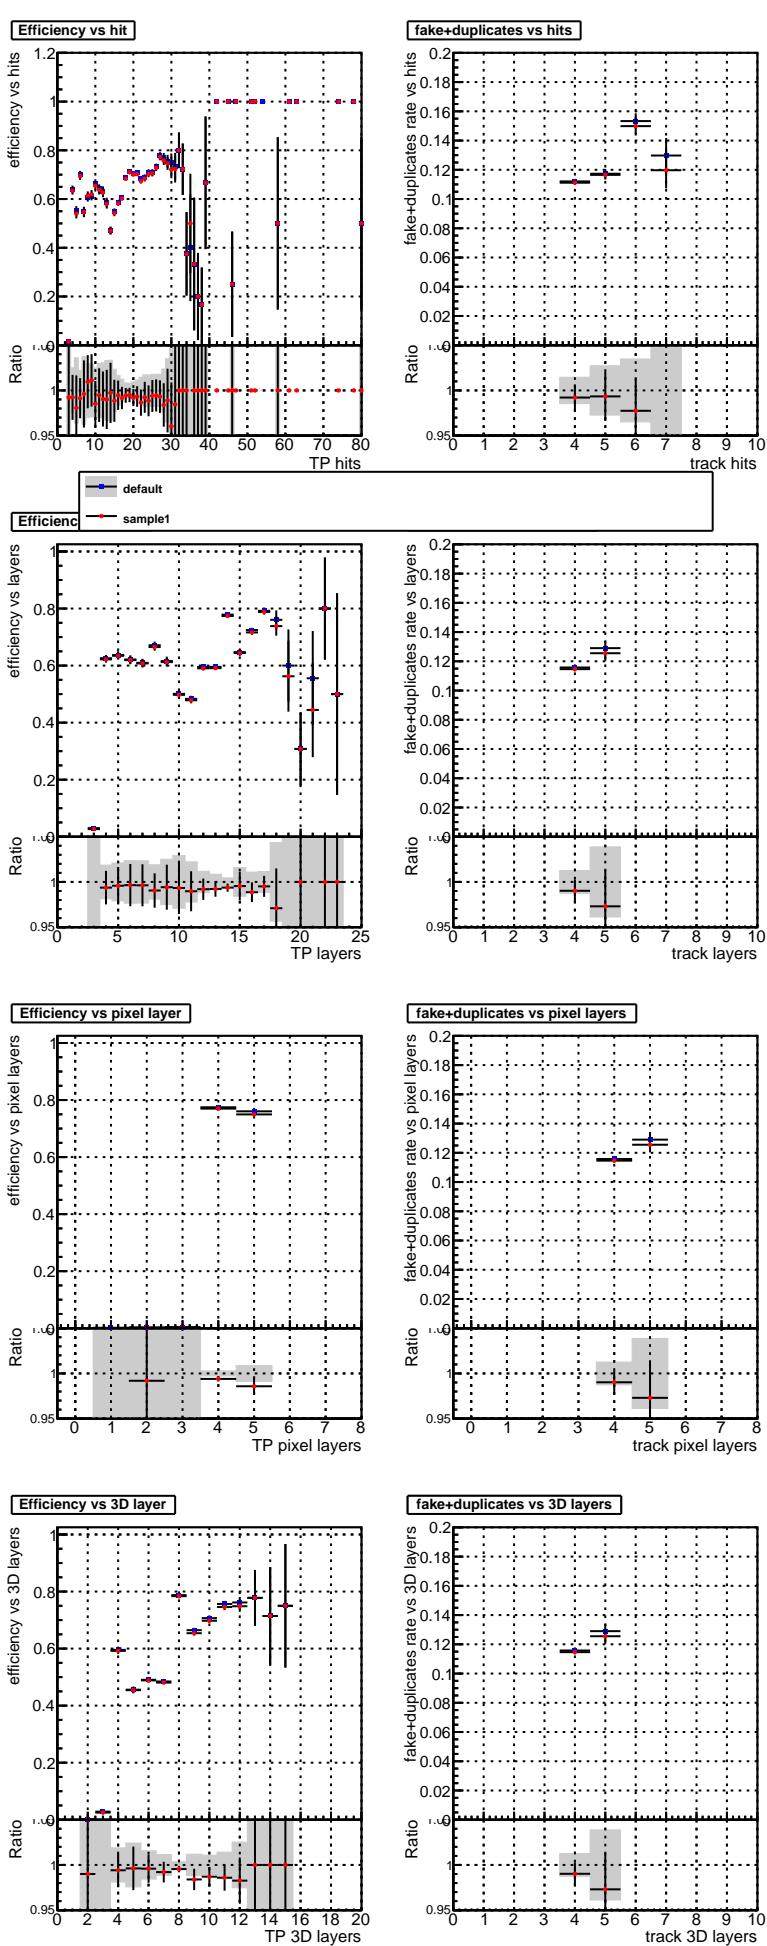 Efficiency vs hit
fake+duplicates vs hits
efficiency vs hits
1.2
1
0.8
0.6
0.4
0.2
0
Ratio
1
0.95
0 10 20 30 40 50 60 70 80
TP hits
fake+duplicates rate vs hits
0.2
0.18
0.16
0.14
0.12
0.1
0.08
0.06
0.04
0.02
0
Ratio
1
0.95
0 1 2 3 4 5 6 7 8 9 10
track hits
default
sample1
Efficienc
efficiency vs layers
1
0.8
0.6
0.4
0.2
0
Ratio
1
0.95
0 5 10 15 20 25
TP layers
fake+duplicates rate vs layers
0.2
0.18
0.16
0.14
0.12
0.1
0.08
0.06
0.04
0.02
0
Ratio
1
0.95
0 1 2 3 4 5 6 7 8 9 10
track layers
Efficiency vs pixel layer
fake+duplicates vs pixel layers
efficiency vs pixel layers
1
0.8
0.6
0.4
0.2
0
Ratio
1
0.95
0 1 2 3 4 5 6 7 8
TP pixel layers
fake+duplicates rate vs pixel layers
0.2
0.18
0.16
0.14
0.12
0.1
0.08
0.06
0.04
0.02
0
Ratio
1
0.95
0 1 2 3 4 5 6 7 8
track pixel layers
Efficiency vs 3D layer
fake+duplicates vs 3D layers
efficiency vs 3D layers
1
0.8
0.6
0.4
0.2
0
Ratio
1
0.95
0 2 4 6 8 10 12 14 16 18 20
TP 3D layers
fake+duplicates rate vs 3D layers
0.2
0.18
0.16
0.14
0.12
0.1
0.08
0.06
0.04
0.02
0
Ratio
1
0.95
0 1 2 3 4 5 6 7 8 9 10
track 3D layers